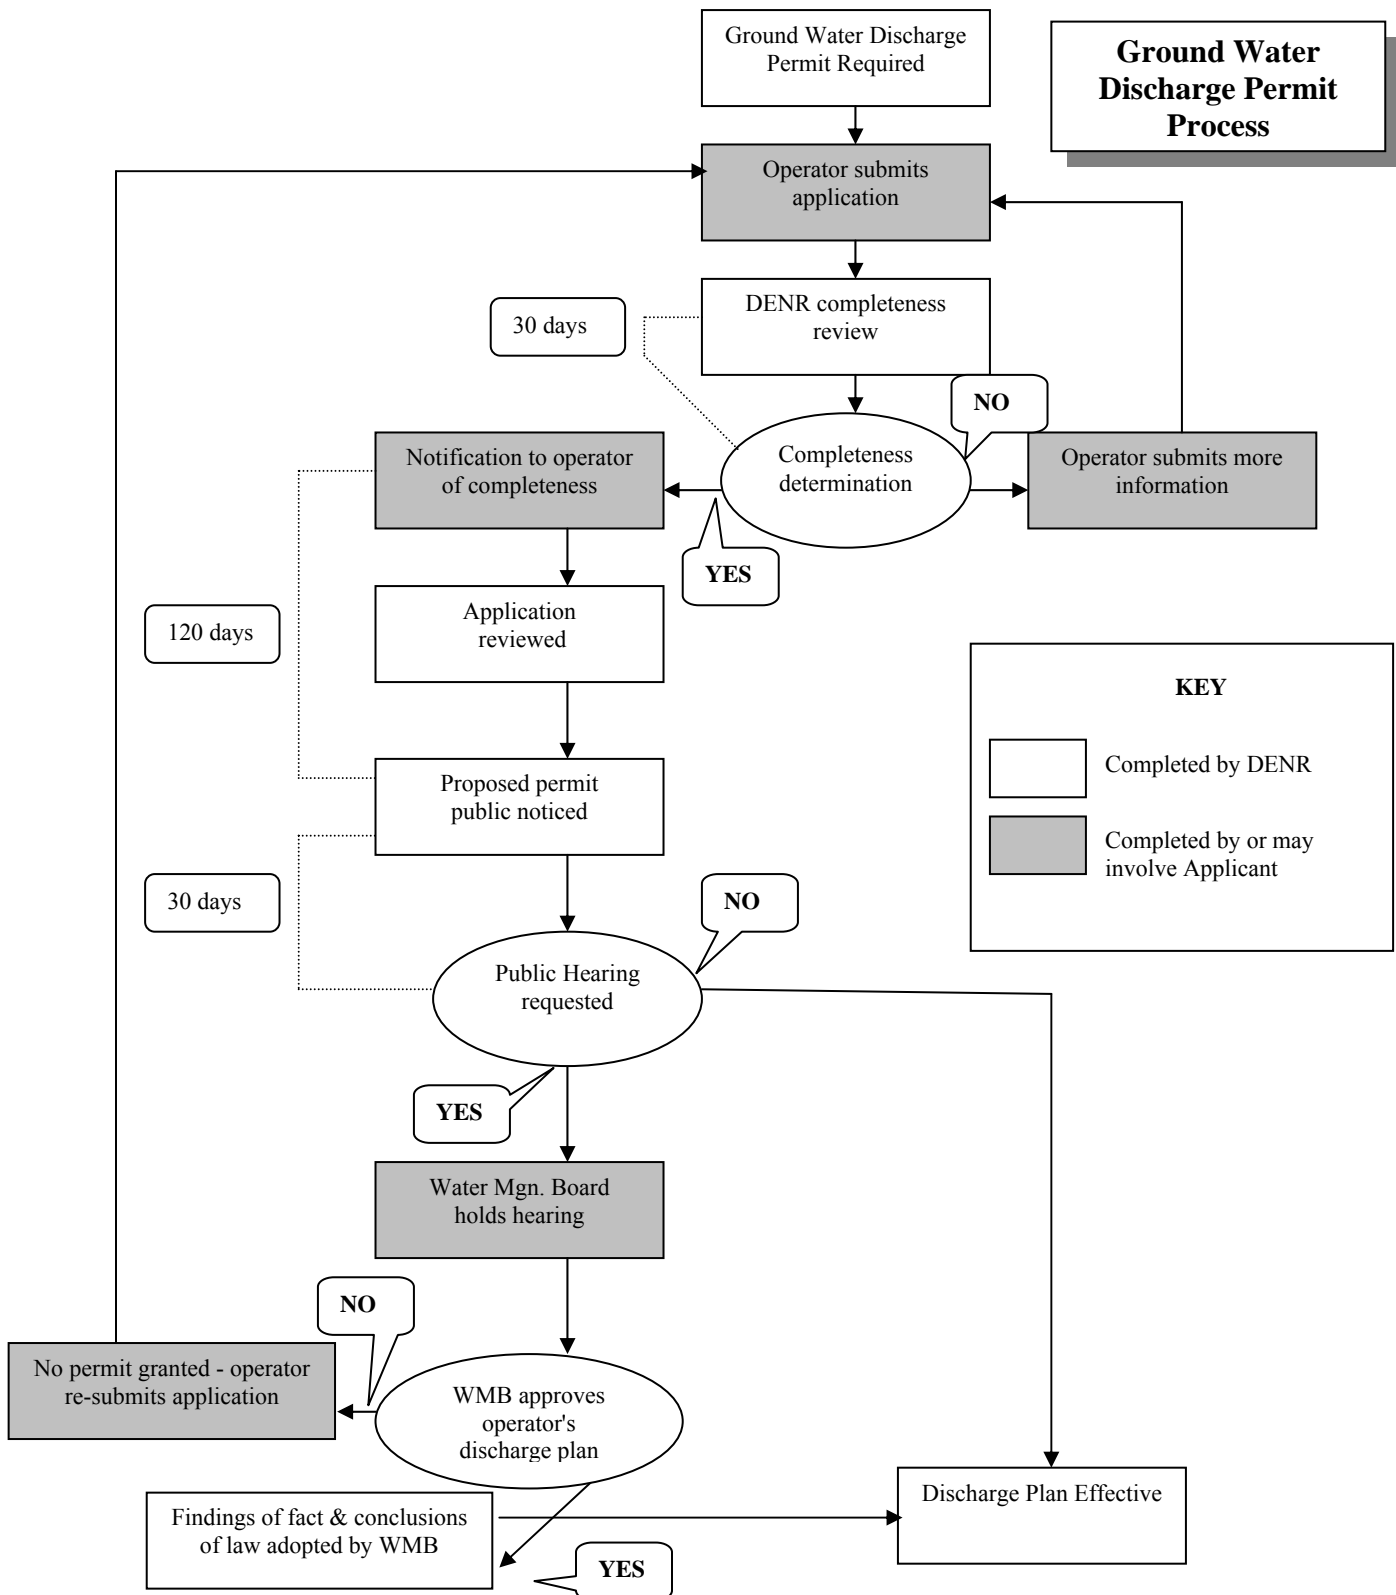 Ground Water Discharge
Permit Required
Ground Water
Discharge Permit
Process
Operator submits
application
DENR completeness
review
30 days
NO
Completeness
determination
Notification to operator
of completeness
Operator submits more
information
YES
Application
reviewed
120 days
KEY
Completed by DENR
Completed by or may
involve Applicant
Proposed permit
public noticed
30 days
NO
Public Hearing
requested
YES
Water Mgn. Board
holds hearing
NO
No permit granted - operator
re-submits application
WMB approves
operator's
discharge plan
Discharge Plan Effective
Findings of fact & conclusions
of law adopted by WMB
YES